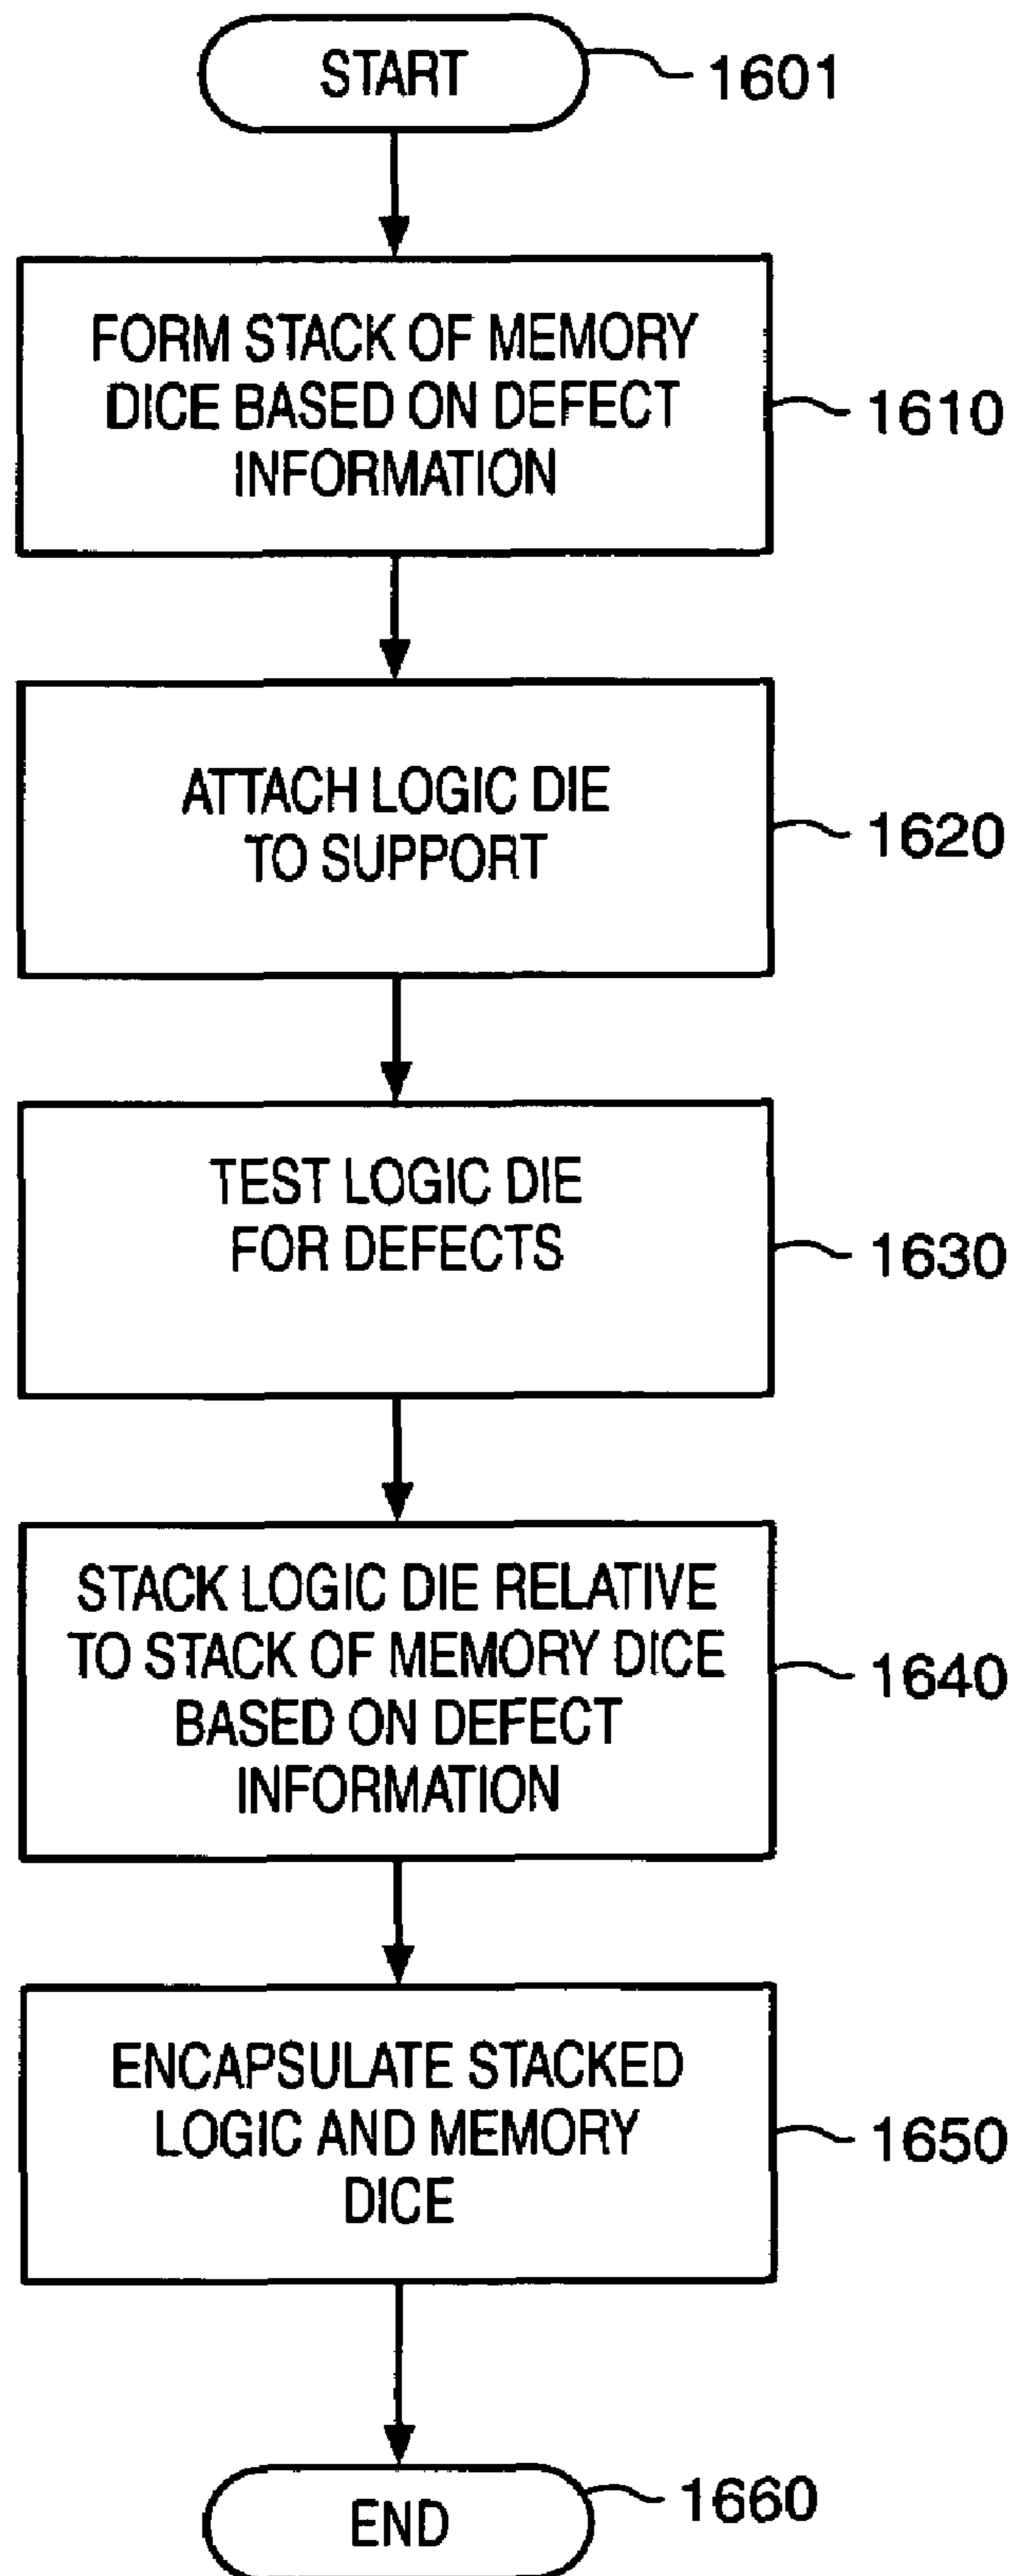 START
1601
FORM STACK OF MEMORY
DICE BASED ON DEFECT
INFORMATION
1610
ATTACH LOGIC DIE
TO SUPPORT
1620
TEST LOGIC DIE
FOR DEFECTS
1630
STACK LOGIC DIE RELATIVE
TO STACK OF MEMORY DICE
BASED ON DEFECT
INFORMATION
1640
ENCAPSULATE STACKED
LOGIC AND MEMORY
DICE
1650
END
1660